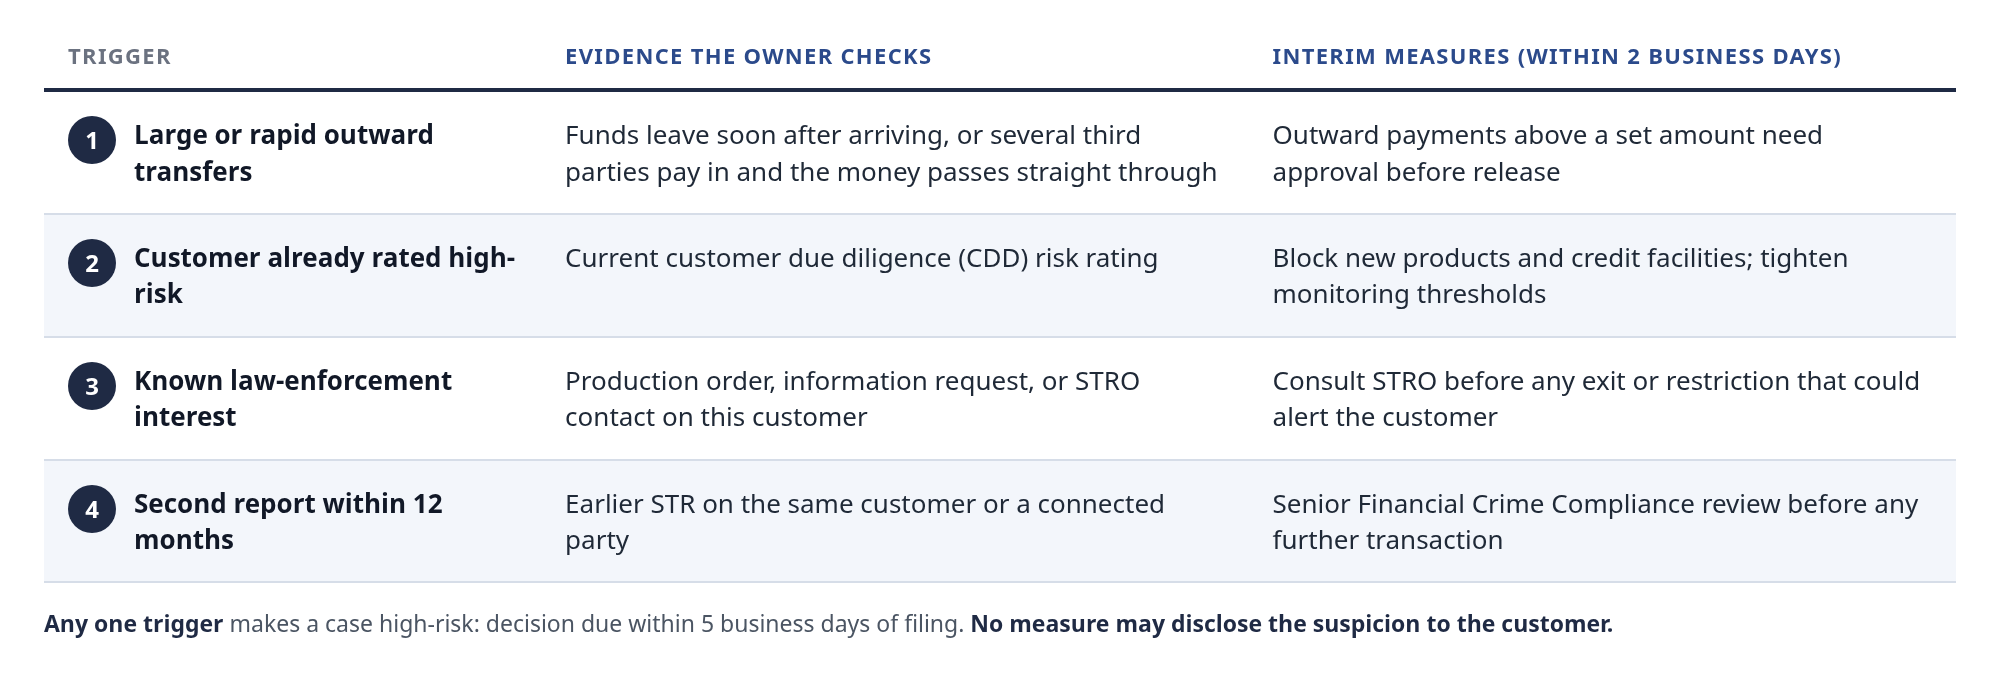 TRIGGER
EVIDENCE THE OWNER CHECKS
INTERIM MEASURES (WITHIN 2 BUSINESS DAYS)
1
Large or rapid outward
transfers
Funds leave soon after arriving, or several third
parties pay in and the money passes straight through
Outward payments above a set amount need
approval before release
2
Customer already rated high-
risk
Current customer due diligence (CDD) risk rating
Block new products and credit facilities; tighten
monitoring thresholds
3
Known law-enforcement
interest
Production order, information request, or STRO
contact on this customer
Consult STRO before any exit or restriction that could
alert the customer
4
Second report within 12
months
Earlier STR on the same customer or a connected
party
Senior Financial Crime Compliance review before any
further transaction
Any one trigger makes a case high-risk: decision due within 5 business days of filing. No measure may disclose the suspicion to the customer.